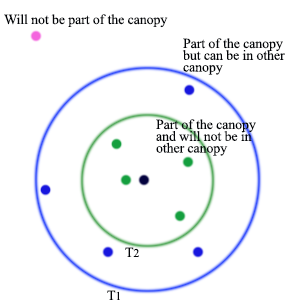 Will not be part of the canopy
Part of the canopy
but can be in other
canopy
Part of the canopy
and will not be in
other canopy
T2
T1